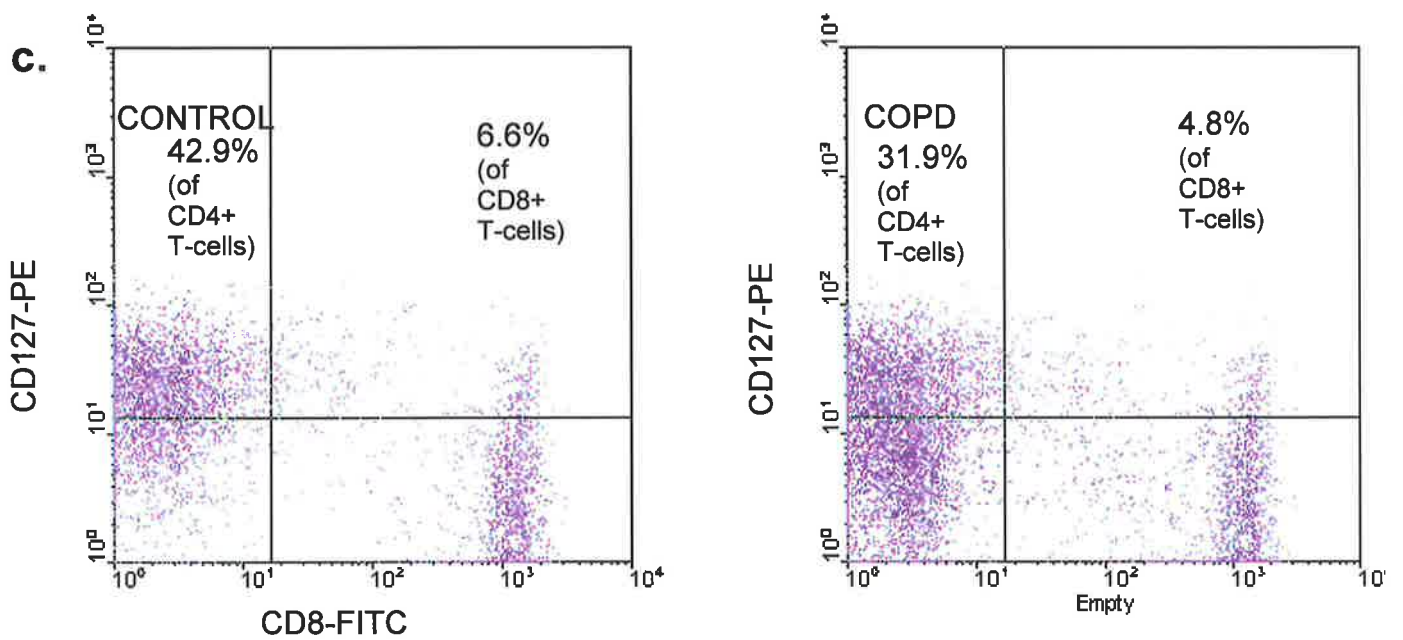 c.
CONTROL
42.9%
(of
CD4+
T-cells)
6.6%
(of
CD8+
T-cells)
CD127-PE
10⁴
10³
10²
10¹
10⁰
10⁰
10¹
10²
10³
10⁴
CD8-FITC
COPD
31.9%
(of
CD4+
T-cells)
4.8%
(of
CD8+
T-cells)
CD127-PE
10³
10²
10¹
10⁰
10⁰
10¹
10²
10³
Empty